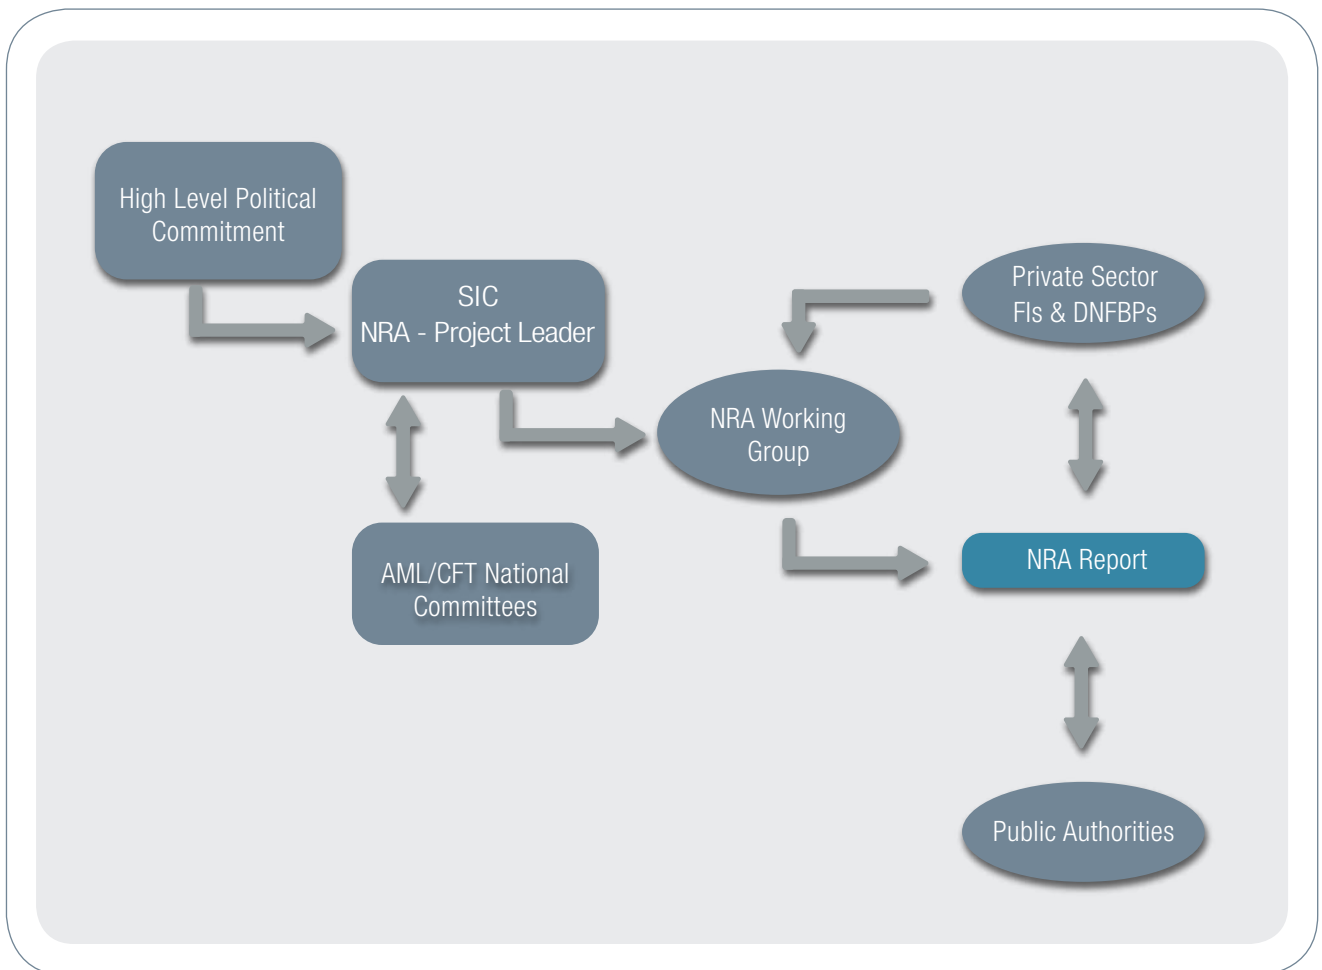 High Level Political
Commitment
SIC
NRA - Project Leader
Private Sector
FIs & DNFBPs
NRA Working
Group
AML/CFT National
Committees
NRA Report
Public Authorities